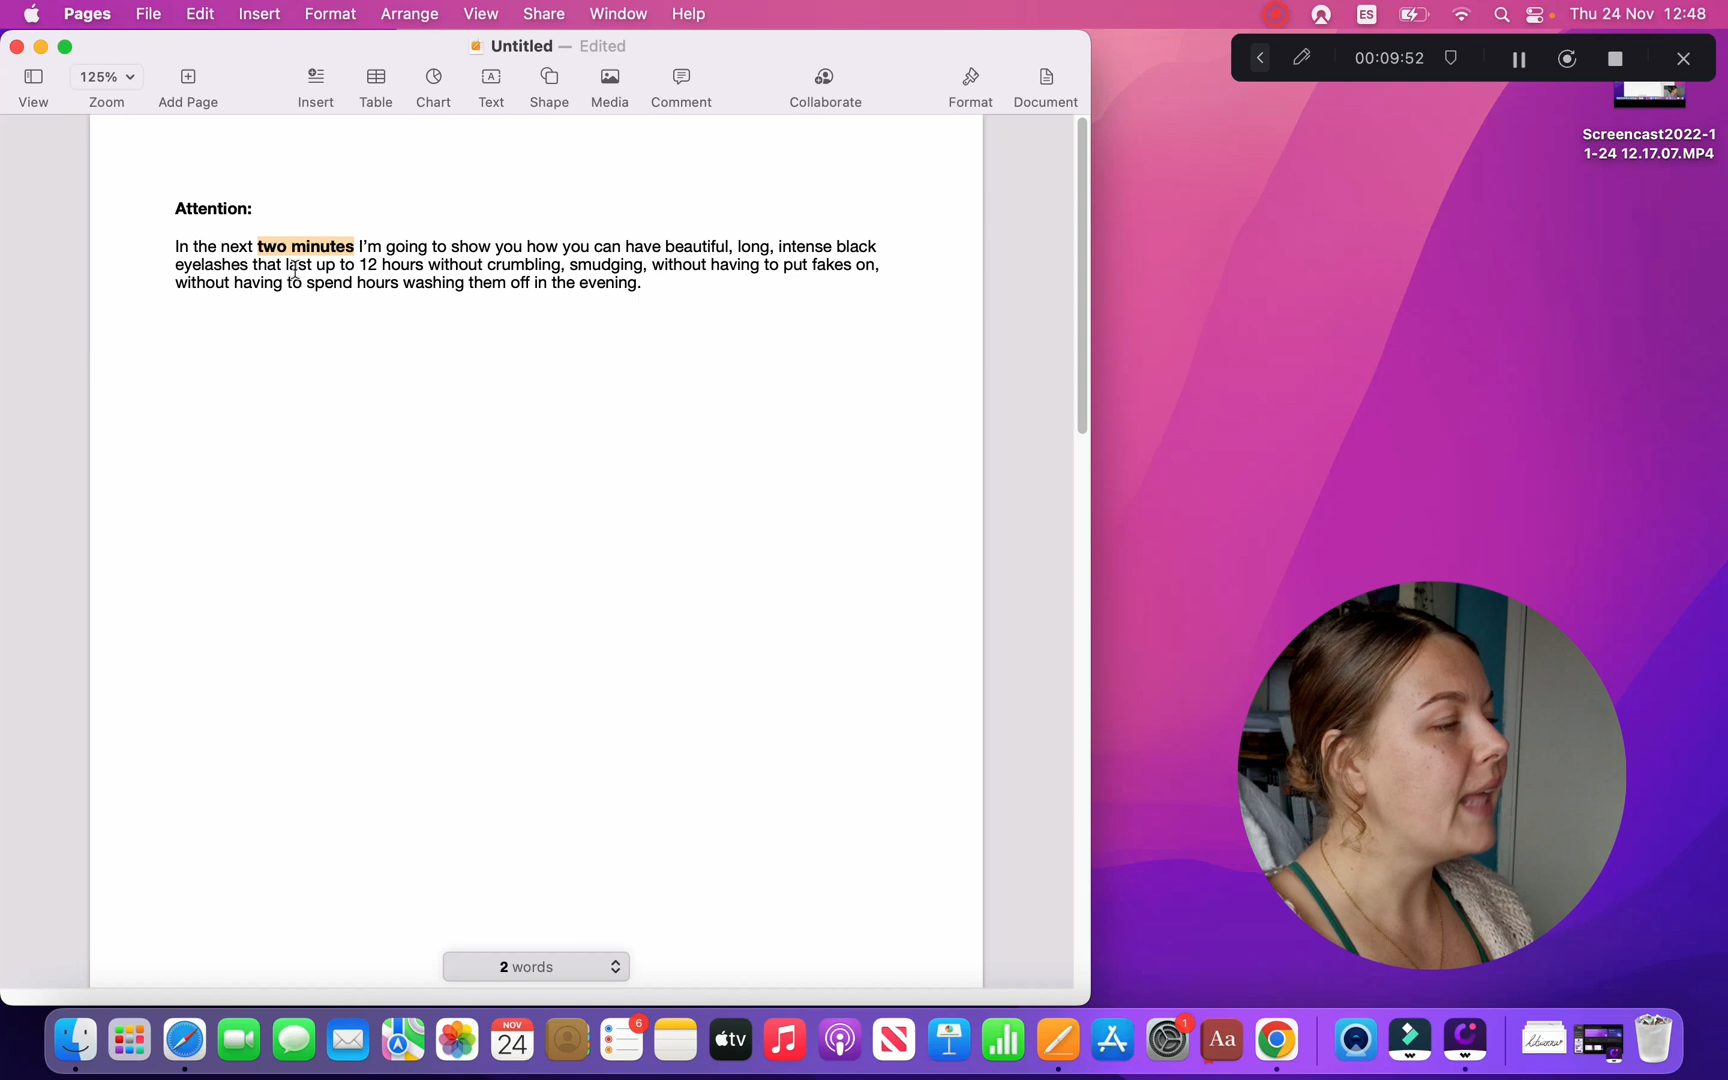 Pages File Edit Insert Format Arrange View Share Window Help
ES Thu 24 Nov 12:48
Untitled — Edited
00:09:52
125%
View Zoom Add Page Insert Table Chart Text Shape Media Comment Collaborate Format Document
Screencast2022-1
1-24 12.17.07.MP4
Attention:
In the next two minutes I'm going to show you how you can have beautiful, long, intense black
eyelashes that last up to 12 hours without crumbling, smudging, without having to put fakes on,
without having to spend hours washing them off in the evening.
2 words
NOV
24
6
tv
1
Aa